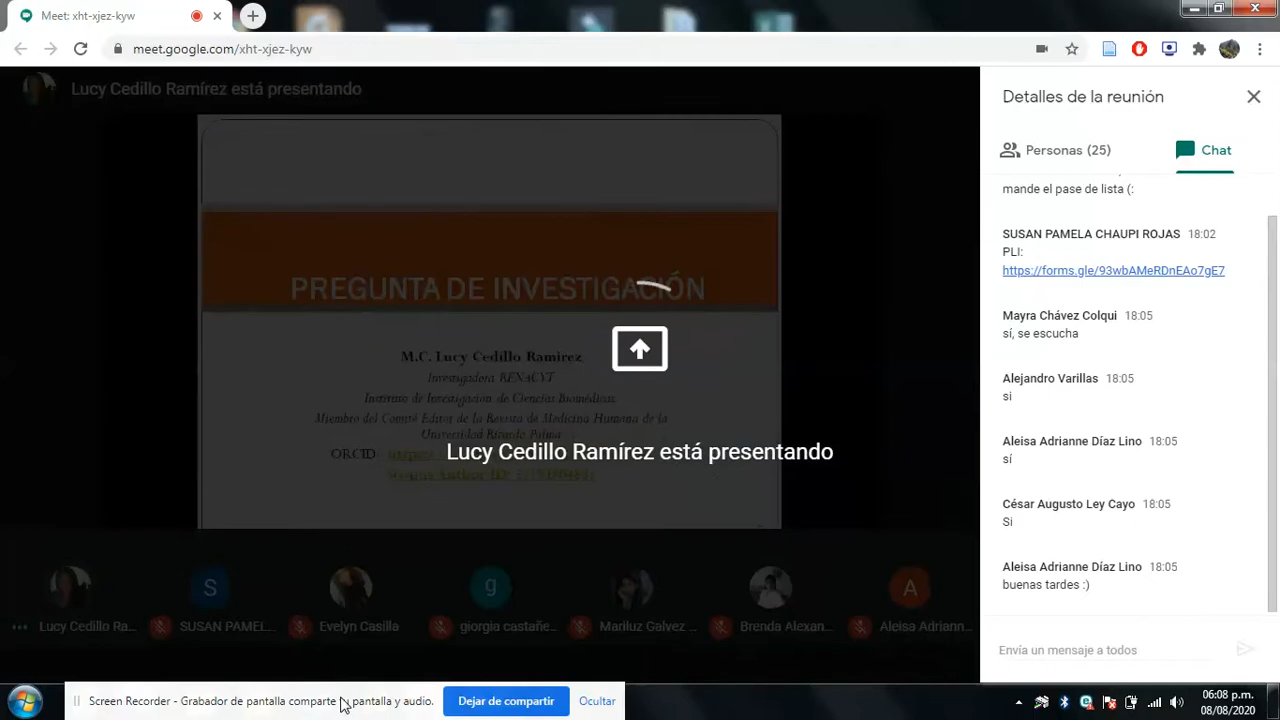 Meet: xht-xjez-kyw
meet.google.com/xht-xjez-kyw
Lucy Cedillo Ramírez está presentando
PREGUNTA DE INVESTIGACIÓN
M.C. Lucy Cedillo Ramirez
Investigadora RENACYT
Instituto de Investigación de Ciencias Biomédicas
Miembro del Comité Editor de la Revista de Medicina Humana de la
Universidad Ricardo Palma
ORCID
Lucy Cedillo Ramírez está presentando
Lucy Cedillo Ra...
SUSAN PAMEL...
Evelyn Casilla
giorgia castañe...
Mariluz Galvez ...
Brenda Alexan...
Aleisa Adriann...
Detalles de la reunión
Personas (25)
Chat
mande el pase de lista (:
SUSAN PAMELA CHAUPI ROJAS 18:02
PLI:
https://forms.gle/93wbAMeRDnEAo7gE7
Mayra Chávez Colqui 18:05
sí, se escucha
Alejandro Varillas 18:05
si
Aleisa Adrianne Díaz Lino 18:05
sí
César Augusto Ley Cayo 18:05
Si
Aleisa Adrianne Díaz Lino 18:05
buenas tardes :)
Envía un mensaje a todos
Screen Recorder - Grabador de pantalla comparte tu pantalla y audio.
Dejar de compartir
Ocultar
06:08 p.m.
08/08/2020